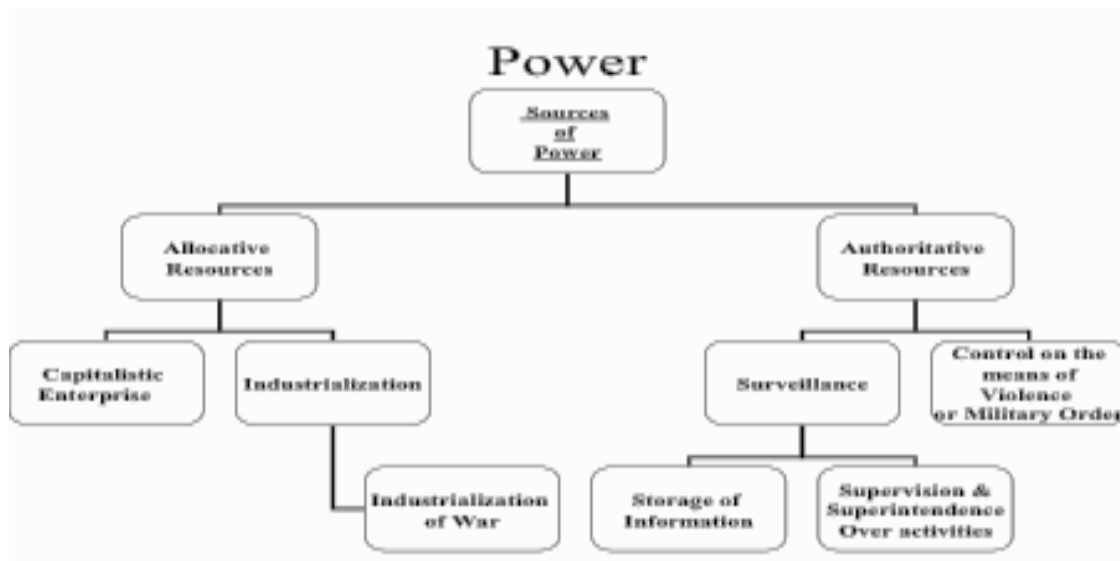 Power
Sources
of
Power
Allocative
Resources
Authoritative
Resources
Capitalistic
Enterprise
Industrialization
Surveillance
Control on the
means of
Violence
or Military Order
Industrialization
of War
Storage of
Information
Supervision &
Superintendence
Over activities